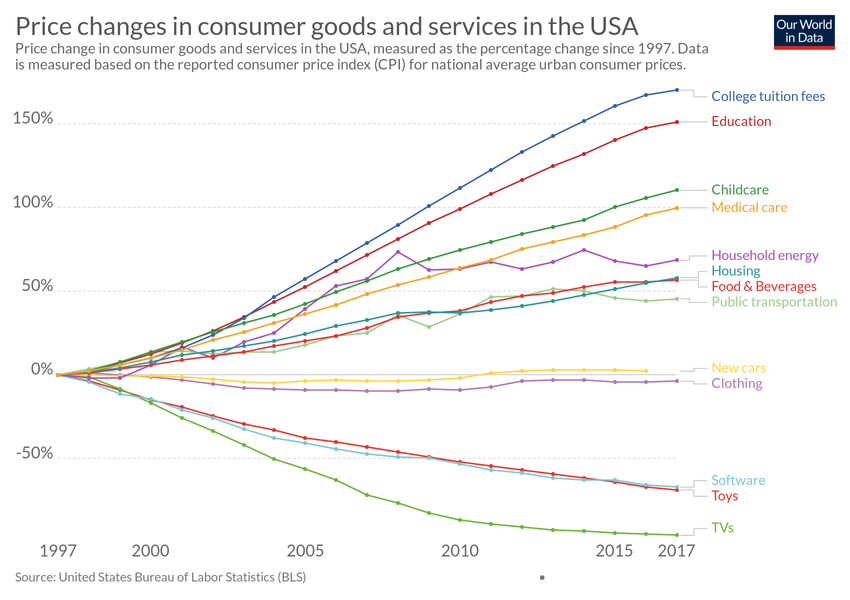 Price changes in consumer goods and services in the USA
Our World
in Data
Price change in consumer goods and services in the USA, measured as the percentage change since 1997. Data
is measured based on the reported consumer price index (CPI) for national average urban consumer prices.
College tuition fees
150%
Education
Childcare
100%
Medical care
Household energy
Housing
50%
Food & Beverages
Public transportation
0%
New cars
Clothing
-50%
Software
Toys
TVs
1997 2000 2005 2010 2015 2017
Source: United States Bureau of Labor Statistics (BLS)